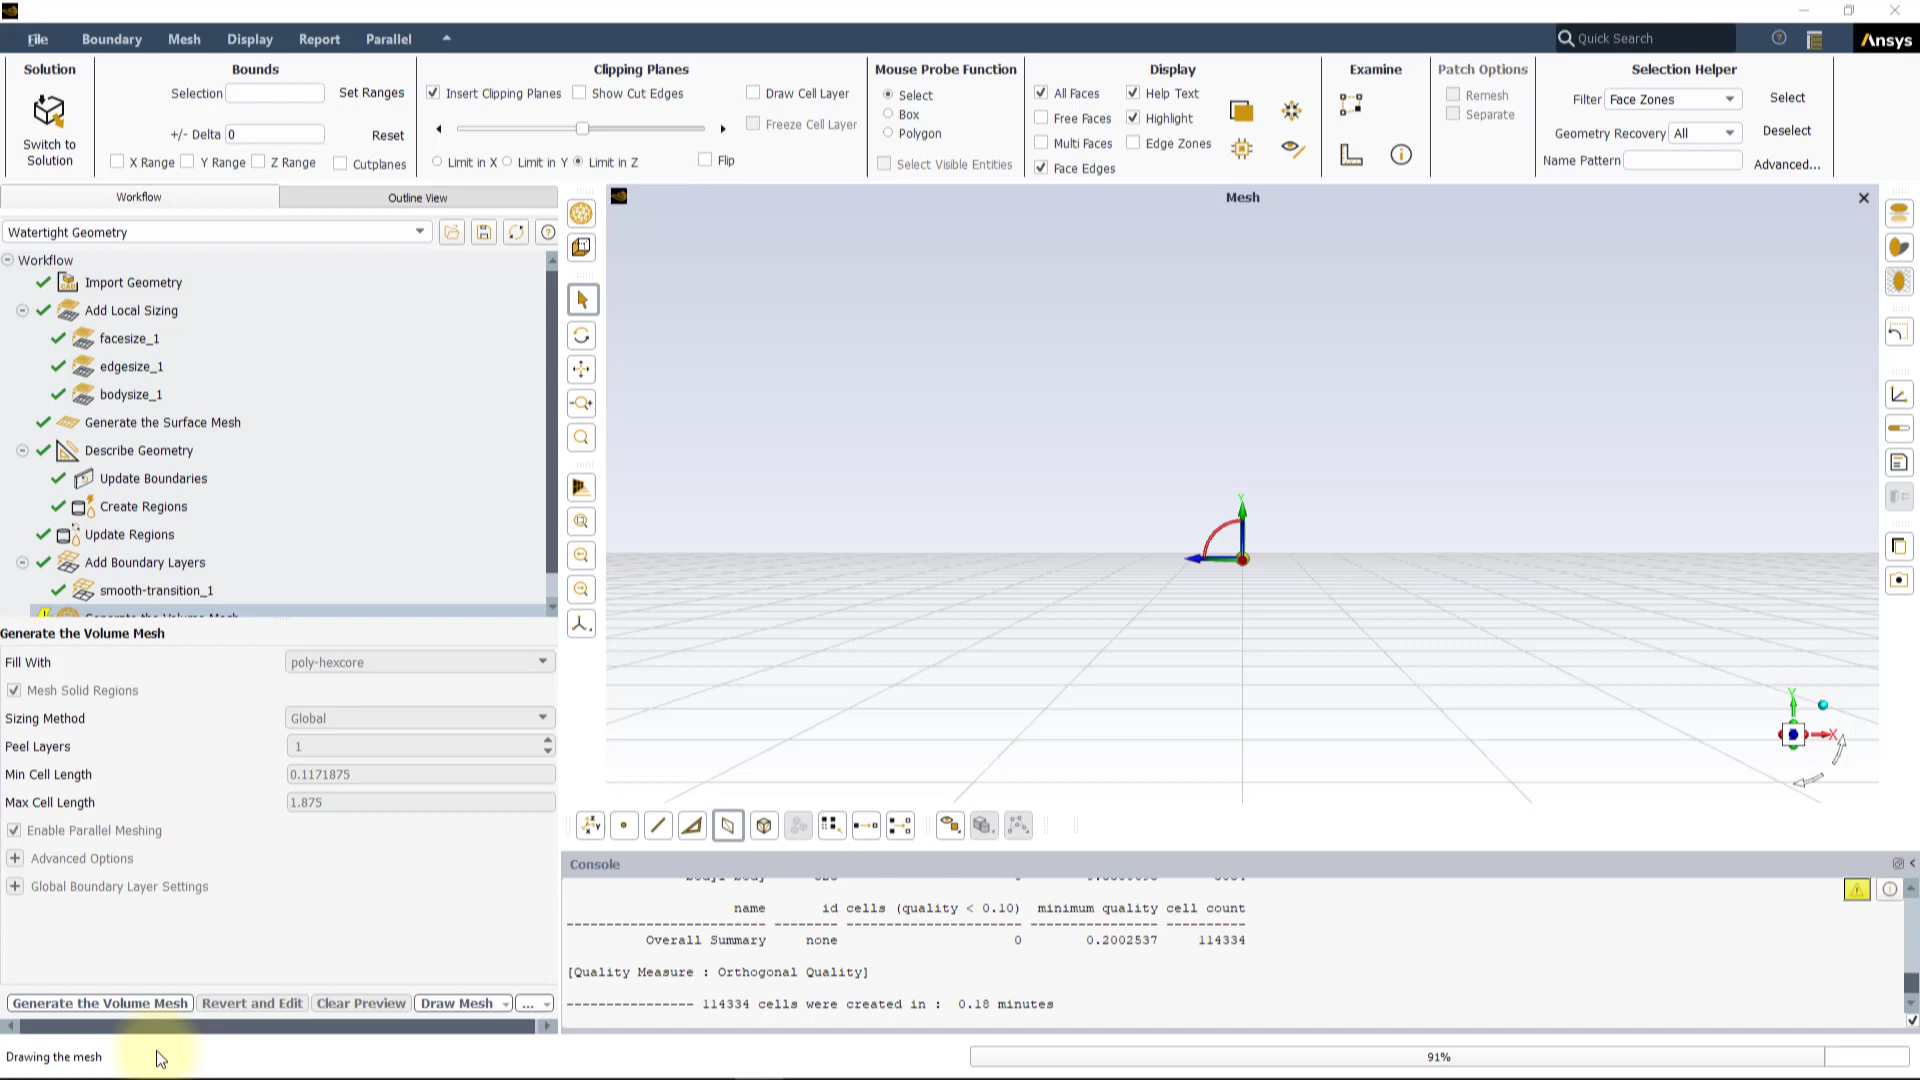 File Boundary Mesh Display Report Parallel Quick Search Ansys
Solution Bounds Clipping Planes Mouse Probe Function Display Examine Patch Options Selection Helper
Switch to Solution
Selection Set Ranges
+/- Delta 0 Reset
X Range Y Range Z Range Cutplanes
Insert Clipping Planes Show Cut Edges Draw Cell Layer
Freeze Cell Layer
Limit in X Limit in Y Limit in Z Flip
Select
Box
Polygon
Select Visible Entities
All Faces Help Text
Free Faces Highlight
Multi Faces Edge Zones
Face Edges
Remesh
Separate
Filter Face Zones Select
Geometry Recovery All Deselect
Name Pattern Advanced...
Workflow Outline View
Watertight Geometry
Workflow
Import Geometry
Add Local Sizing
facesize_1
edgesize_1
bodysize_1
Generate the Surface Mesh
Describe Geometry
Update Boundaries
Create Regions
Update Regions
Add Boundary Layers
smooth-transition_1
Generate the Volume Mesh
Generate the Volume Mesh
Fill With poly-hexcore
Mesh Solid Regions
Sizing Method Global
Peel Layers 1
Min Cell Length 0.1171875
Max Cell Length 1.875
Enable Parallel Meshing
Advanced Options
Global Boundary Layer Settings
Generate the Volume Mesh Revert and Edit Clear Preview Draw Mesh ...
Drawing the mesh
Mesh
Y
Y
X
Console
name id cells (quality < 0.10) minimum quality cell count
Overall Summary none 0 0.2002537 114334
[Quality Measure : Orthogonal Quality]
---------------- 114334 cells were created in : 0.18 minutes
91%